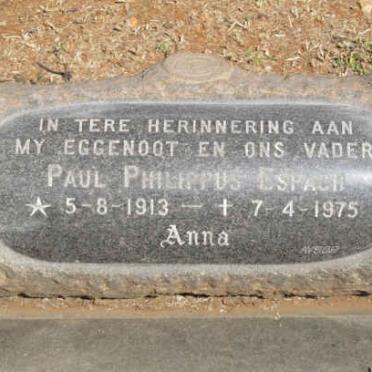 IN TERE HERINNERING AAN
MY EGGENOOT EN ONS VADER
PAUL PHILIPPUS ESPACH
★ 5-8-1913 — ✝ 7-4-1975
Anna